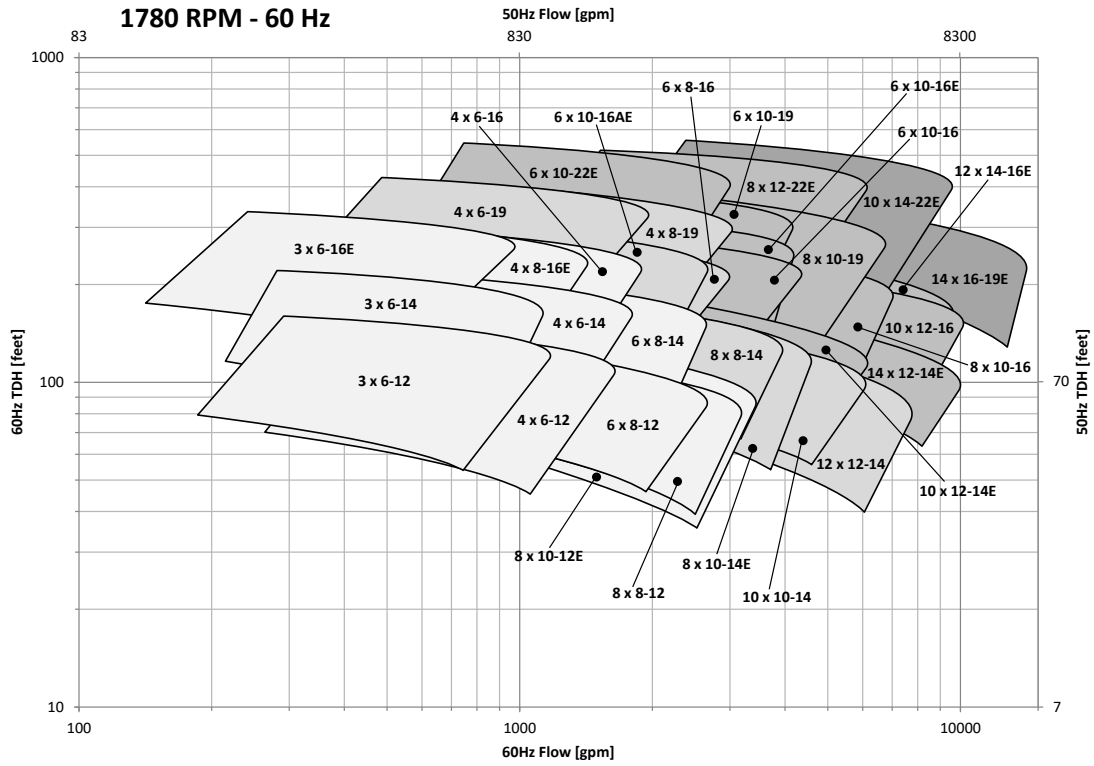 1780 RPM - 60 Hz
50Hz Flow [gpm]
83
830
8300
1000
6 x 8-16
6 x 10-16E
4 x 6-16
6 x 10-16AE
6 x 10-19
6 x 10-16
12 x 14-16E
6 x 10-22E
8 x 12-22E
10 x 14-22E
4 x 6-19
4 x 8-19
3 x 6-16E
4 x 8-16E
8 x 10-19
14 x 16-19E
3 x 6-14
4 x 6-14
6 x 8-14
8 x 8-14
10 x 12-16
8 x 10-16
14 x 12-14E
100
70
3 x 6-12
4 x 6-12
6 x 8-12
12 x 12-14
10 x 12-14E
8 x 10-12E
8 x 8-12
8 x 10-14E
10 x 10-14
60Hz TDH [feet]
50Hz TDH [feet]
10
7
100
1000
10000
60Hz Flow [gpm]